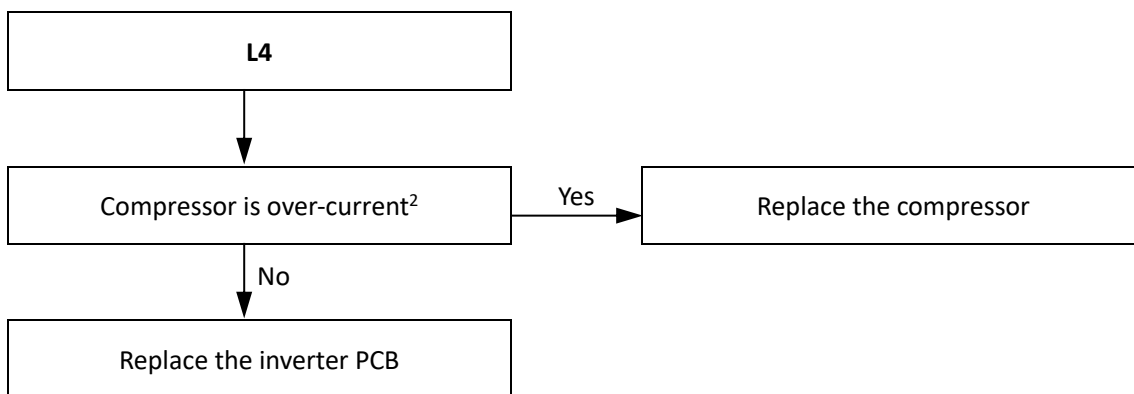 L4
Compressor is over-current²
Yes
Replace the compressor
No
Replace the inverter PCB